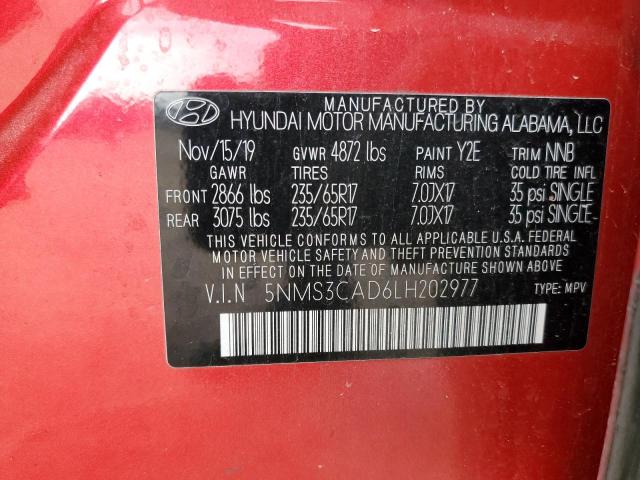 MANUFACTURED BY
HYUNDAI MOTOR MANUFACTURING ALABAMA, LLC
Nov/15/19 GVWR 4872 lbs PAINT Y2E TRIM NNB
GAWR TIRES RIMS COLD TIRE INFL
FRONT 2866 lbs 235/65R17 7.0JX17 35 psi SINGLE
REAR 3075 lbs 235/65R17 7.0JX17 35 psi SINGLE
THIS VEHICLE CONFORMS TO ALL APPLICABLE U.S.A. FEDERAL
MOTOR VEHICLE SAFETY AND THEFT PREVENTION STANDARDS
IN EFFECT ON THE DATE OF MANUFACTURE SHOWN ABOVE.
V.I.N 5NMS3CAD6LH202977 TYPE: MPV